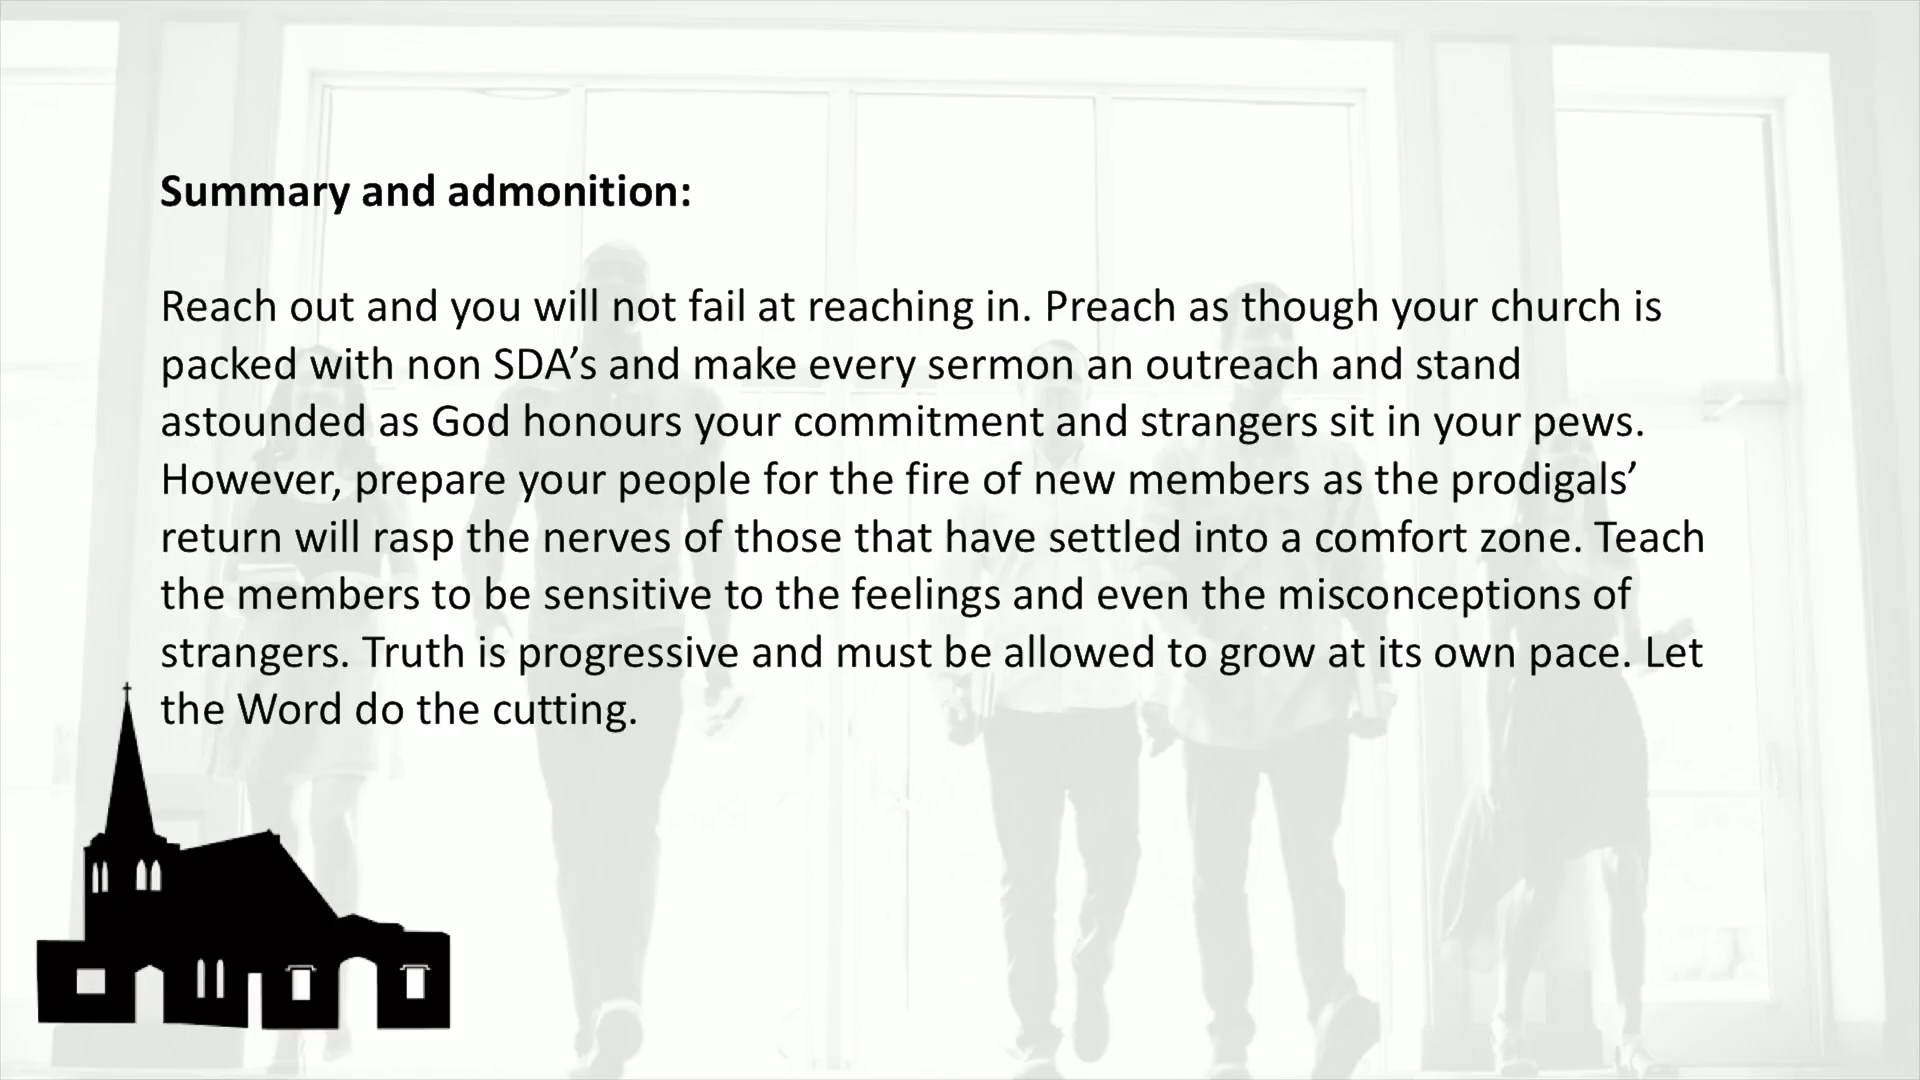 Summary and admonition:
Reach out and you will not fail at reaching in. Preach as though your church is
packed with non SDA’s and make every sermon an outreach and stand
astounded as God honours your commitment and strangers sit in your pews.
However, prepare your people for the fire of new members as the prodigals’
return will rasp the nerves of those that have settled into a comfort zone. Teach
the members to be sensitive to the feelings and even the misconceptions of
strangers. Truth is progressive and must be allowed to grow at its own pace. Let
the Word do the cutting.